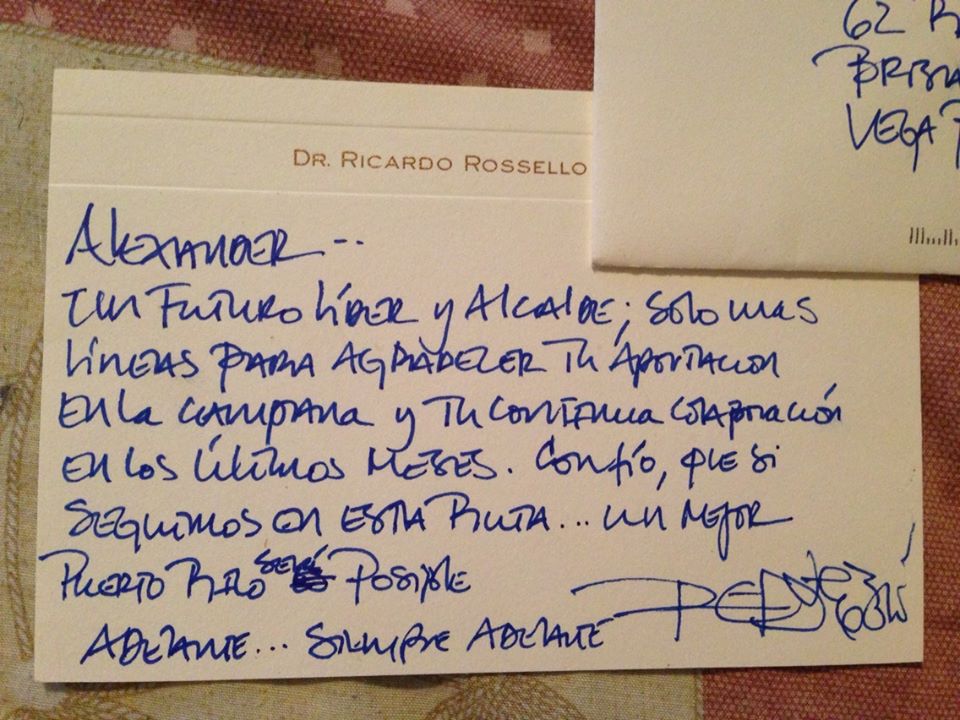 62
VEGA
DR. RICARDO ROSSELLO
ALEXANDER --
UN FUTURO LÍDER y ALCALDE; SOLO UNAS
LÍNEAS PARA AGRADECER TU APORTACION
EN LA CAMPAÑA y TU CONTINUA COLABORACIÓN
EN LOS ÚLTIMOS MESES. CONFÍO, QUE SI
SEGUIMOS EN ESTA RUTA... UN MEJOR
PUERTO RICO SERÁ POSIBLE
ADELANTE... SIEMPRE ADELANTE